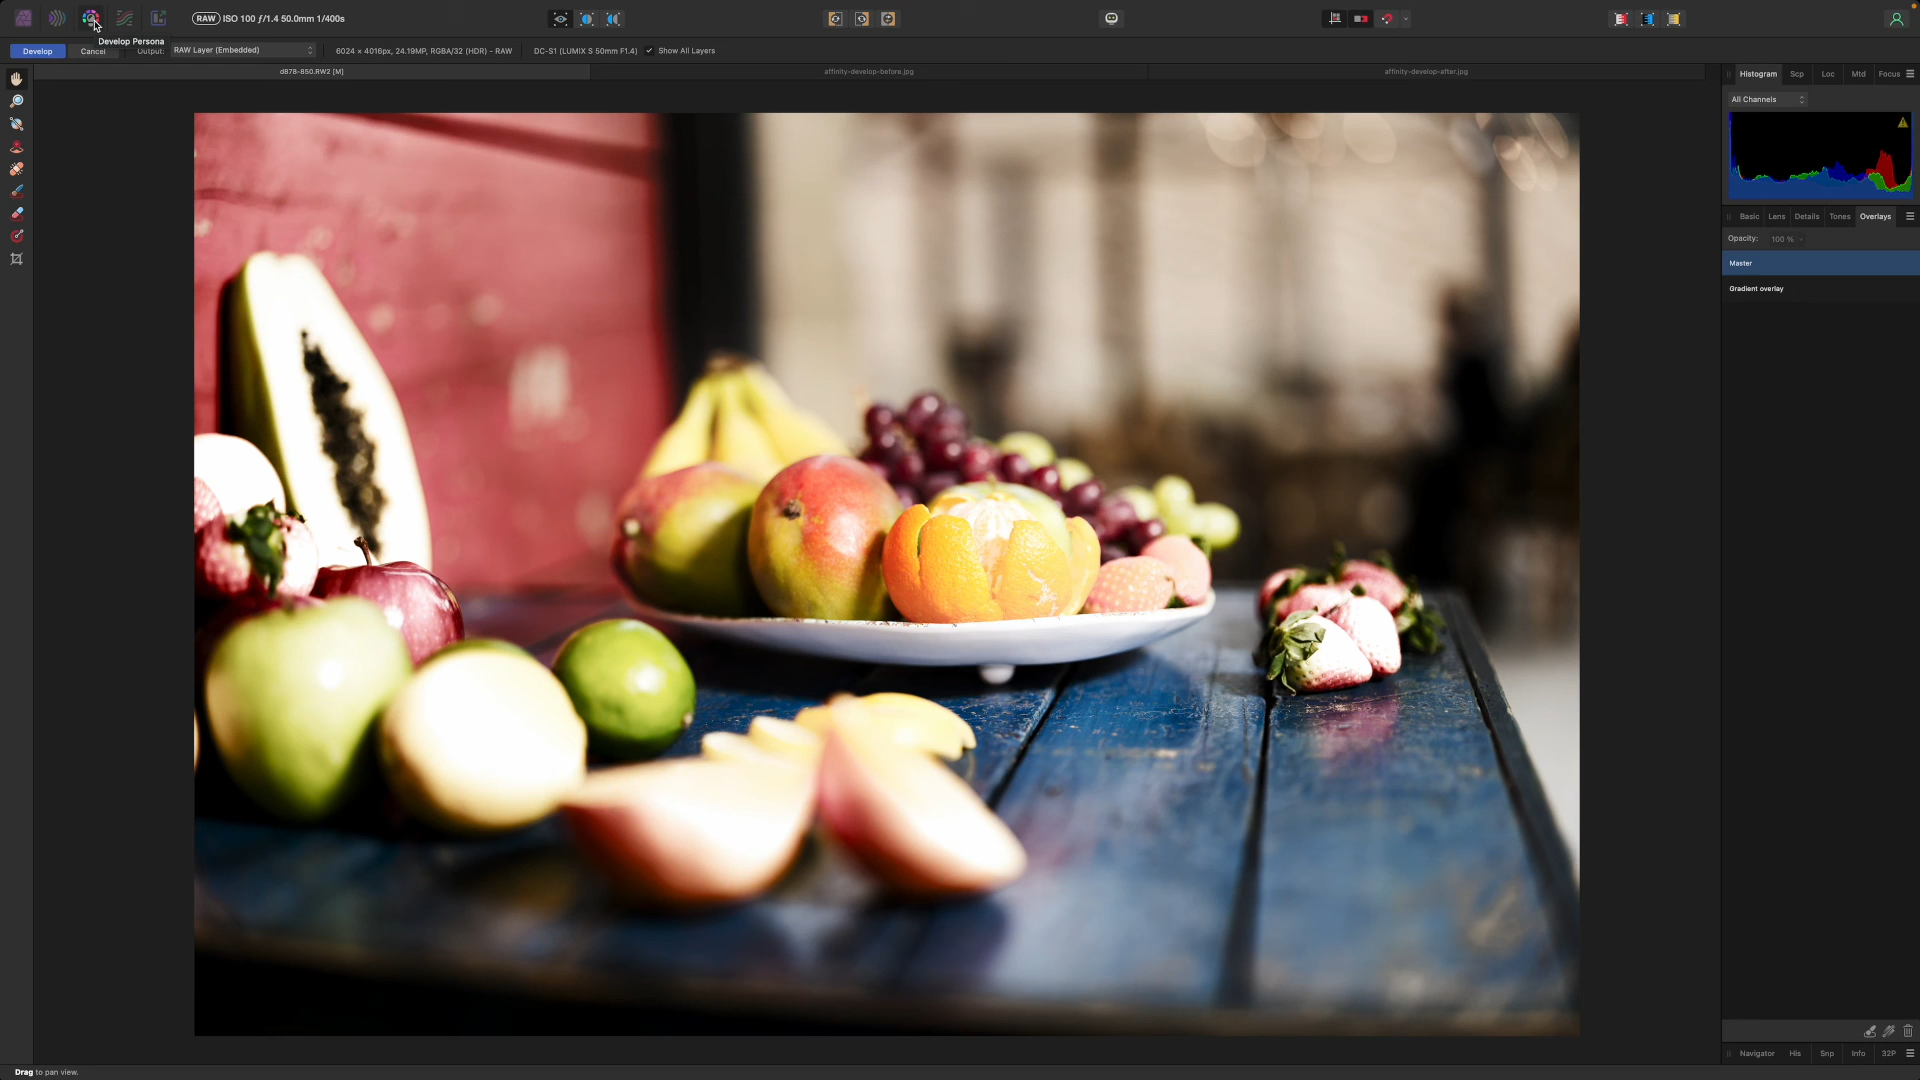 RAW ISO 100 ƒ/1.4 50.0mm 1/400s
Develop Persona
Develop Cancel Output: RAW Layer (Embedded) 6024 × 4016px, 24.19MP, RGBA/32 (HDR) - RAW DC-S1 (LUMIX S 50mm F1.4) Show All Layers
d878-850.RW2 [M] affinity-develop-before.jpg affinity-develop-after.jpg
Histogram Scp Loc Mtd Focus
All Channels
Basic Lens Details Tones Overlays
Opacity: 100 %
Master
Gradient overlay
Navigator His Snp Info 32P
Drag to pan view.